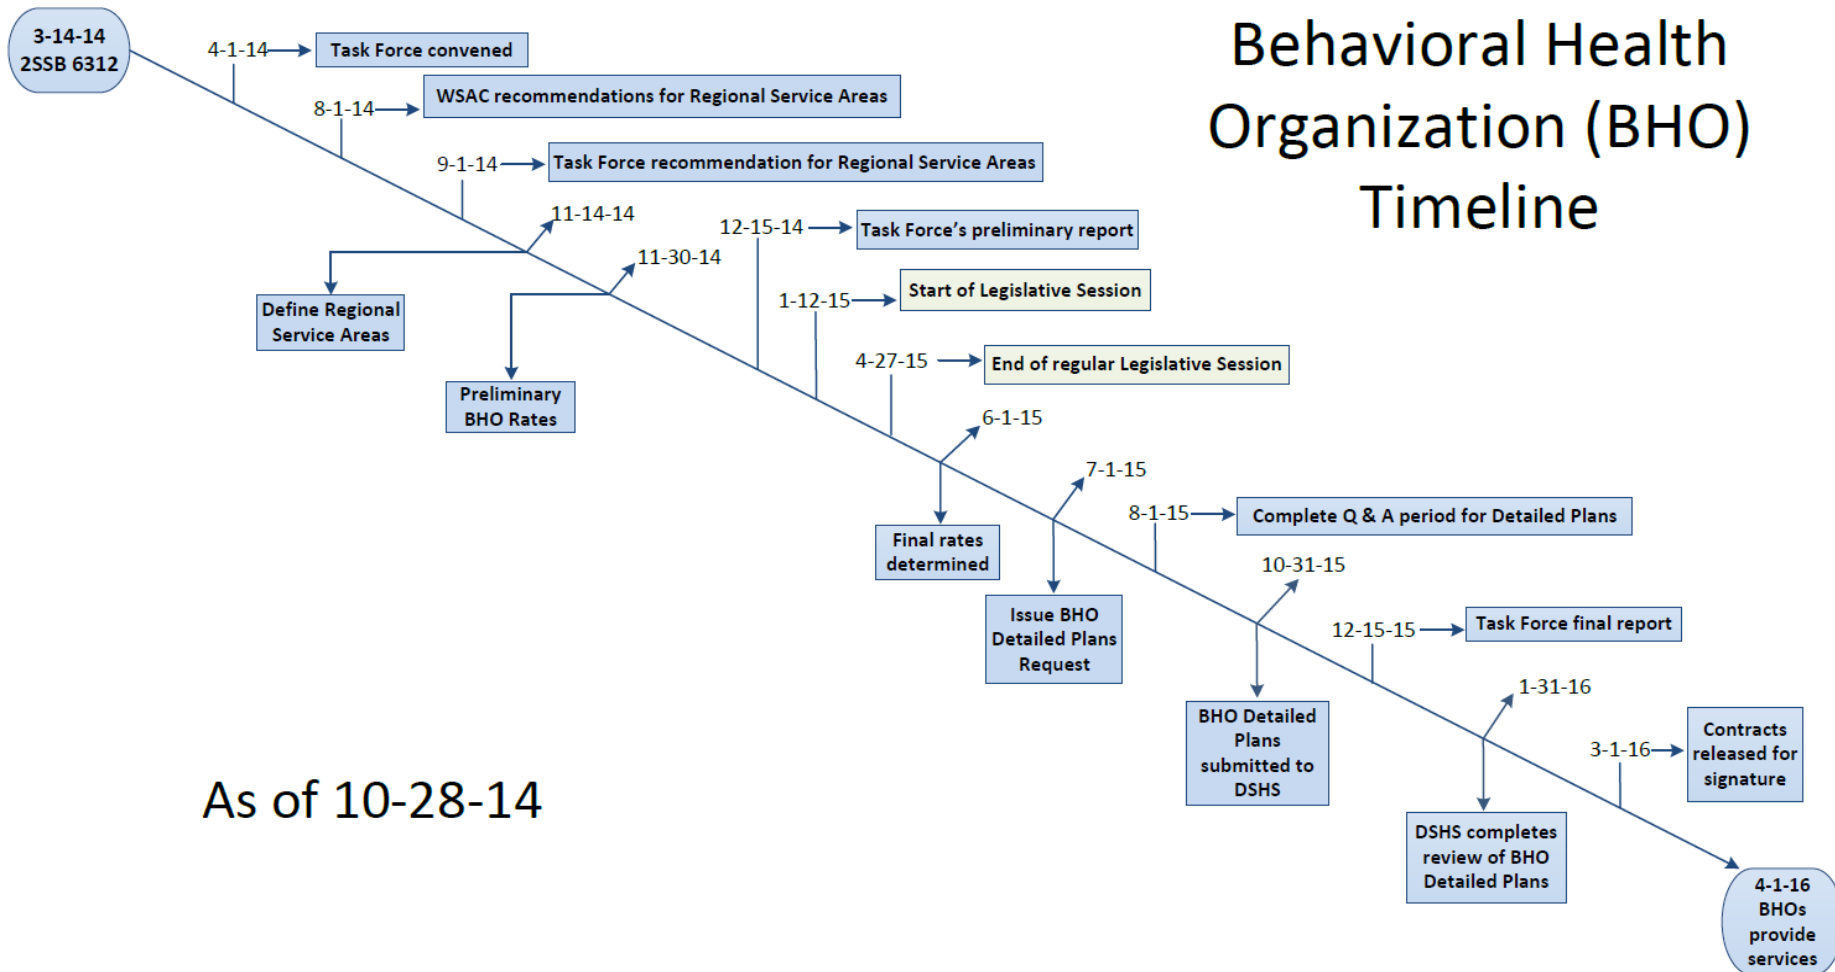 3-14-14
2SSB 6312
Behavioral Health
Organization (BHO)
Timeline
4-1-14
Task Force convened
8-1-14
WSAC recommendations for Regional Service Areas
9-1-14
Task Force recommendation for Regional Service Areas
11-14-14
Define Regional
Service Areas
11-30-14
Preliminary
BHO Rates
12-15-14
Task Force’s preliminary report
1-12-15
Start of Legislative Session
4-27-15
End of regular Legislative Session
6-1-15
Final rates
determined
7-1-15
Issue BHO
Detailed Plans
Request
8-1-15
Complete Q & A period for Detailed Plans
10-31-15
BHO Detailed
Plans
submitted to
DSHS
12-15-15
Task Force final report
1-31-16
DSHS completes
review of BHO
Detailed Plans
3-1-16
Contracts
released for
signature
4-1-16
BHOs
provide
services
As of 10-28-14